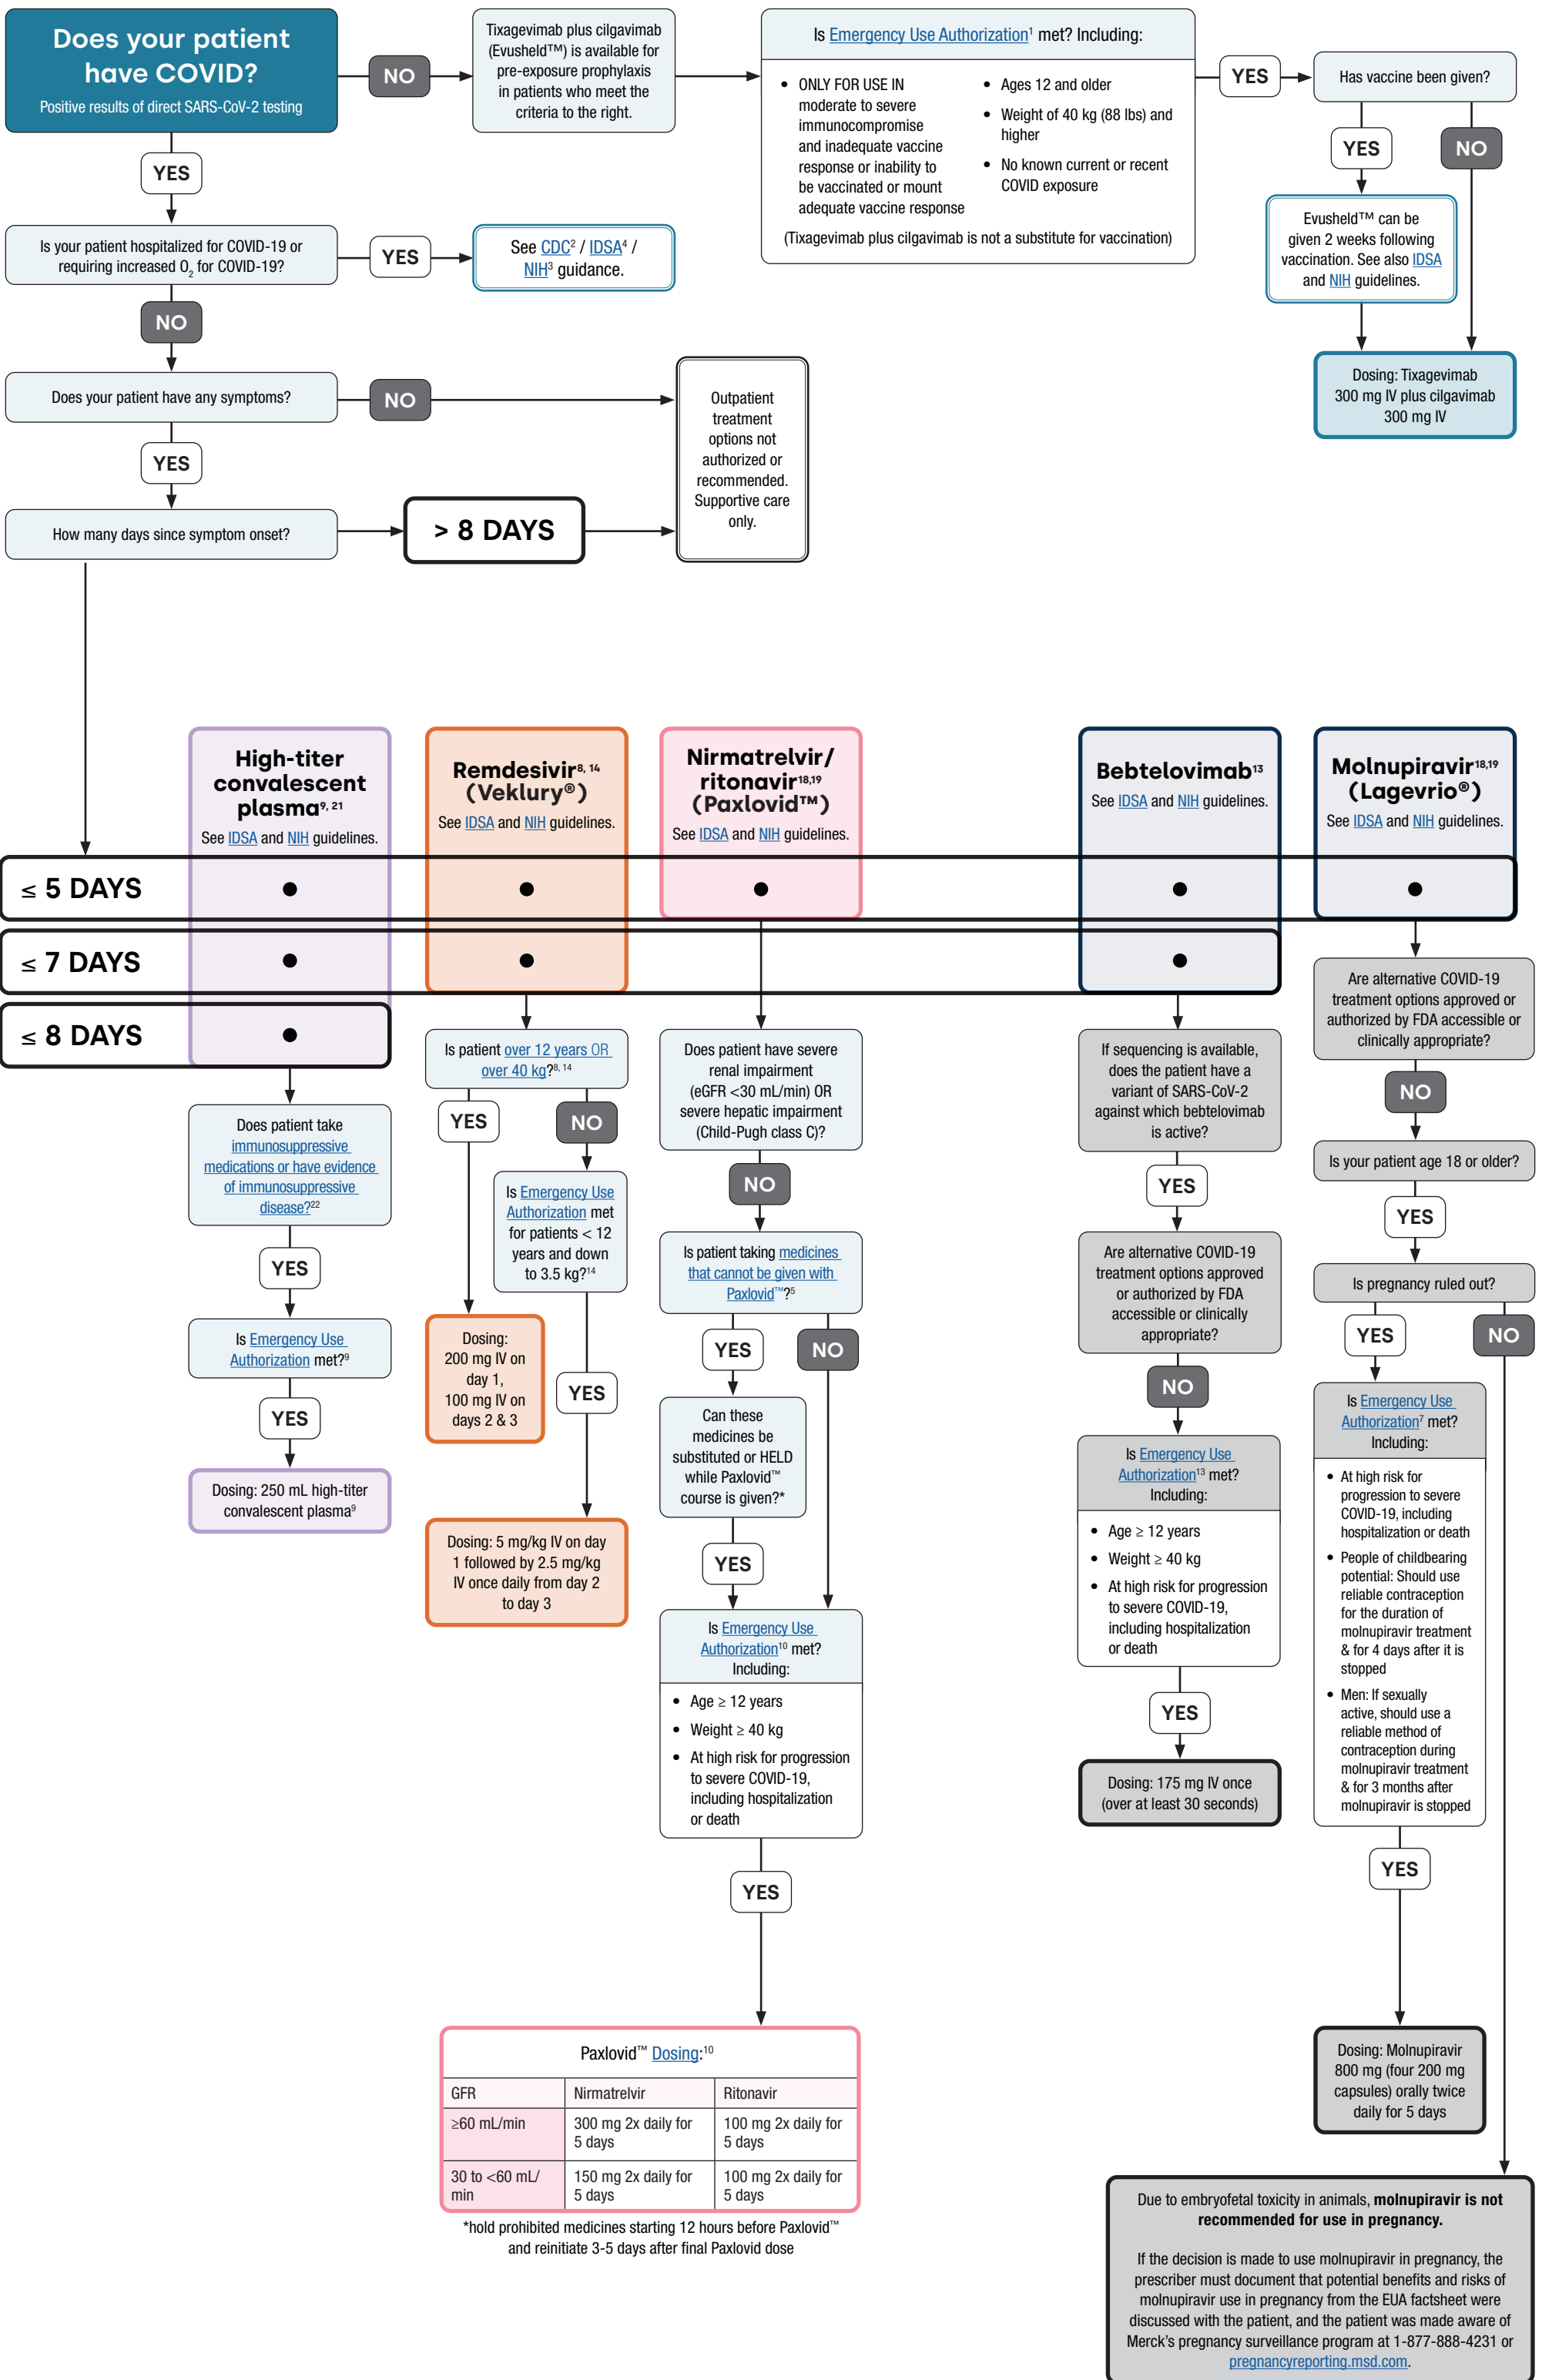 Does your patient
have COVID?
Positive results of direct SARS-CoV-2 testing
NO
Tixagevimab plus cilgavimab
(Evusheld™) is available for
pre-exposure prophylaxis
in patients who meet the
criteria to the right.
Is Emergency Use Authorization¹ met? Including:
• ONLY FOR USE IN
moderate to severe
immunocompromise
and inadequate vaccine
response or inability to
be vaccinated or mount
adequate vaccine response
• Ages 12 and older
• Weight of 40 kg (88 lbs) and
higher
• No known current or recent
COVID exposure
(Tixagevimab plus cilgavimab is not a substitute for vaccination)
YES
Has vaccine been given?
YES
NO
Evusheld™ can be
given 2 weeks following
vaccination. See also IDSA
and NIH guidelines.
Dosing: Tixagevimab
300 mg IV plus cilgavimab
300 mg IV
YES
Is your patient hospitalized for COVID-19 or
requiring increased O₂ for COVID-19?
YES
See CDC² / IDSA⁴ /
NIH³ guidance.
NO
Does your patient have any symptoms?
NO
Outpatient
treatment
options not
authorized or
recommended.
Supportive care
only.
YES
How many days since symptom onset?
> 8 DAYS
High-titer
convalescent
plasma⁹, ²¹
See IDSA and NIH guidelines.
Remdesivir⁸, ¹⁴
(Veklury®)
See IDSA and NIH guidelines.
Nirmatrelvir/
ritonavir¹⁸,¹⁹
(Paxlovid™)
See IDSA and NIH guidelines.
Bebtelovimab¹³
See IDSA and NIH guidelines.
Molnupiravir¹⁸,¹⁹
(Lagevrio®)
See IDSA and NIH guidelines.
≤ 5 DAYS
≤ 7 DAYS
≤ 8 DAYS
Does patient take
immunosuppressive
medications or have evidence
of immunosuppressive
disease?²²
YES
Is Emergency Use
Authorization met?⁹
YES
Dosing: 250 mL high-titer
convalescent plasma⁹
Is patient over 12 years OR
over 40 kg?⁸, ¹⁴
YES
NO
Is Emergency Use
Authorization met
for patients < 12
years and down
to 3.5 kg?¹⁴
Dosing:
200 mg IV on
day 1,
100 mg IV on
days 2 & 3
YES
Dosing: 5 mg/kg IV on day
1 followed by 2.5 mg/kg
IV once daily from day 2
to day 3
Does patient have severe
renal impairment
(eGFR <30 mL/min) OR
severe hepatic impairment
(Child-Pugh class C)?
NO
Is patient taking medicines
that cannot be given with
Paxlovid™?⁵
YES
NO
Can these
medicines be
substituted or HELD
while Paxlovid™
course is given?*
YES
Is Emergency Use
Authorization¹⁰ met?
Including:
• Age ≥ 12 years
• Weight ≥ 40 kg
• At high risk for progression
to severe COVID-19,
including hospitalization
or death
YES
Paxlovid™ Dosing:¹⁰
GFR Nirmatrelvir Ritonavir
≥60 mL/min 300 mg 2x daily for 100 mg 2x daily for
5 days 5 days
30 to <60 mL/ 150 mg 2x daily for 100 mg 2x daily for
min 5 days 5 days
*hold prohibited medicines starting 12 hours before Paxlovid™
and reinitiate 3-5 days after final Paxlovid dose
If sequencing is available,
does the patient have a
variant of SARS-CoV-2
against which bebtelovimab
is active?
YES
Are alternative COVID-19
treatment options approved
or authorized by FDA
accessible or clinically
appropriate?
NO
Is Emergency Use
Authorization¹³ met?
Including:
• Age ≥ 12 years
• Weight ≥ 40 kg
• At high risk for progression
to severe COVID-19,
including hospitalization
or death
YES
Dosing: 175 mg IV once
(over at least 30 seconds)
Are alternative COVID-19
treatment options approved or
authorized by FDA accessible or
clinically appropriate?
NO
Is your patient age 18 or older?
YES
Is pregnancy ruled out?
YES
NO
Is Emergency Use
Authorization⁷ met?
Including:
• At high risk for
progression to severe
COVID-19, including
hospitalization or death
• People of childbearing
potential: Should use
reliable contraception
for the duration of
molnupiravir treatment
& for 4 days after it is
stopped
• Men: If sexually
active, should use a
reliable method of
contraception during
molnupiravir treatment
& for 3 months after
molnupiravir is stopped
YES
Dosing: Molnupiravir
800 mg (four 200 mg
capsules) orally twice
daily for 5 days
Due to embryofetal toxicity in animals, molnupiravir is not
recommended for use in pregnancy.
If the decision is made to use molnupiravir in pregnancy, the
prescriber must document that potential benefits and risks of
molnupiravir use in pregnancy from the EUA factsheet were
discussed with the patient, and the patient was made aware of
Merck's pregnancy surveillance program at 1-877-888-4231 or
pregnancyreporting.msd.com.